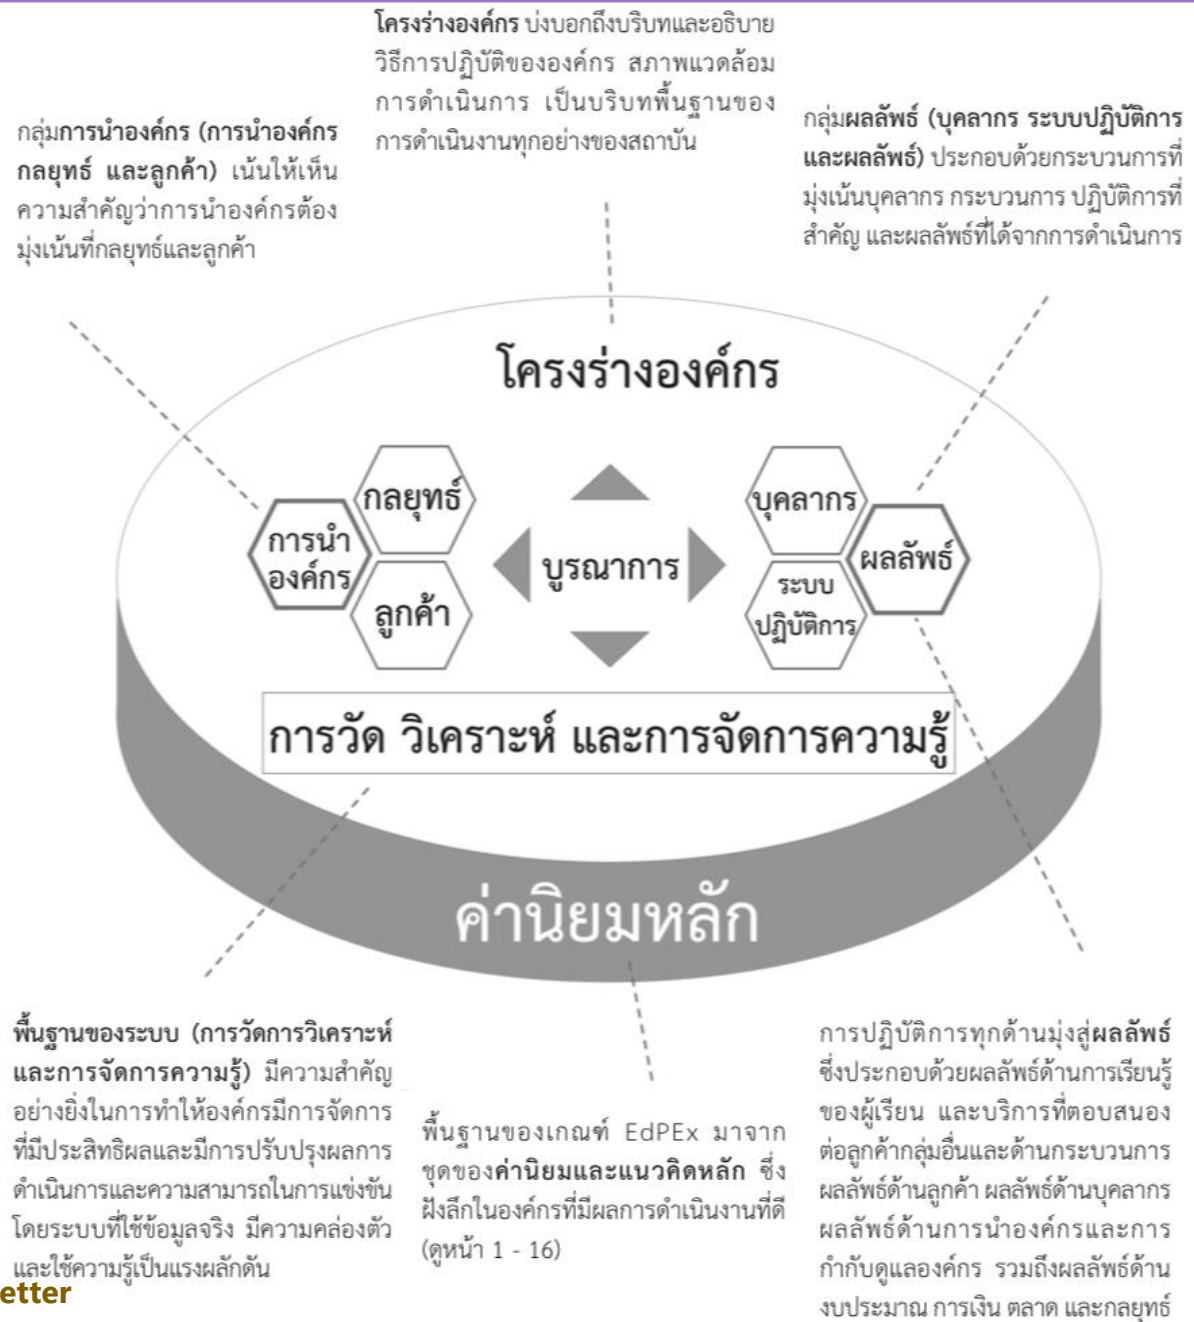 โครงร่างองค์กร บ่งบอกถึงบริบทและอธิบาย
วิธีการปฏิบัติขององค์กร สภาพแวดล้อม
การดำเนินการ เป็นบริบทพื้นฐานของ
การดำเนินงานทุกอย่างของสถาบัน
กลุ่มการนำองค์กร (การนำองค์กร
กลยุทธ์ และลูกค้า) เน้นให้เห็น
ความสำคัญว่าการนำองค์กรต้อง
มุ่งเน้นที่กลยุทธ์และลูกค้า
กลุ่มผลลัพธ์ (บุคลากร ระบบปฏิบัติการ
และผลลัพธ์) ประกอบด้วยกระบวนการที่
มุ่งเน้นบุคลากร กระบวนการ ปฏิบัติการที่
สำคัญ และผลลัพธ์ที่ได้จากการดำเนินการ
โครงร่างองค์กร
กลยุทธ์
การนำ
องค์กร
ลูกค้า
บูรณาการ
บุคลากร
ผลลัพธ์
ระบบ
ปฏิบัติการ
การวัด วิเคราะห์ และการจัดการความรู้
ค่านิยมหลัก
พื้นฐานของระบบ (การวัดการวิเคราะห์
และการจัดการความรู้) มีความสำคัญ
อย่างยิ่งในการทำให้องค์กรมีการจัดการ
ที่มีประสิทธิผลและมีการปรับปรุงผลการ
ดำเนินการและความสามารถในการแข่งขัน
โดยระบบที่ใช้ข้อมูลจริง มีความคล่องตัว
และใช้ความรู้เป็นแรงผลักดัน
etter
พื้นฐานของเกณฑ์ EdPEx มาจาก
ชุดของค่านิยมและแนวคิดหลัก ซึ่ง
ฝังลึกในองค์กรที่มีผลการดำเนินงานที่ดี
(ดูหน้า 1 - 16)
การปฏิบัติการทุกด้านมุ่งสู่ผลลัพธ์
ซึ่งประกอบด้วยผลลัพธ์ด้านการเรียนรู้
ของผู้เรียน และบริการที่ตอบสนอง
ต่อลูกค้ากลุ่มอื่นและด้านกระบวนการ
ผลลัพธ์ด้านลูกค้า ผลลัพธ์ด้านบุคลากร
ผลลัพธ์ด้านการนำองค์กรและการ
กำกับดูแลองค์กร รวมถึงผลลัพธ์ด้าน
งบประมาณ การเงิน ตลาด และกลยุทธ์